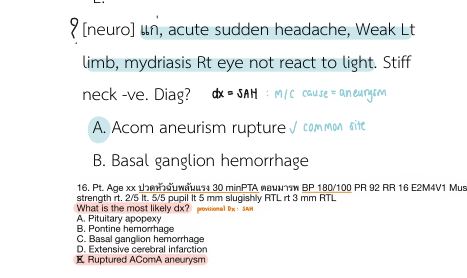 [neuro] แก่, acute sudden headache, Weak Lt
limb, mydriasis Rt eye not react to light. Stiff
neck -ve. Diag? dx = SAH : M/C cause = aneurysm
A. Acom aneurism rupture √ common site
B. Basal ganglion hemorrhage
16. Pt. Age xx ปวดหัวฉับพลันแรง 30 minPTA ตอนมารพ BP 180/100 PR 92 RR 16 E2M4V1 Mus
strength rt. 2/5 lt. 5/5 pupil lt 5 mm slugishly RTL rt 3 mm RTL
What is the most likely dx? provisional Dx : SAH
A. Pituitary apopexy
B. Pontine hemorrhage
C. Basal ganglion hemorrhage
D. Extensive cerebral infarction
E. Ruptured AComA aneurysm